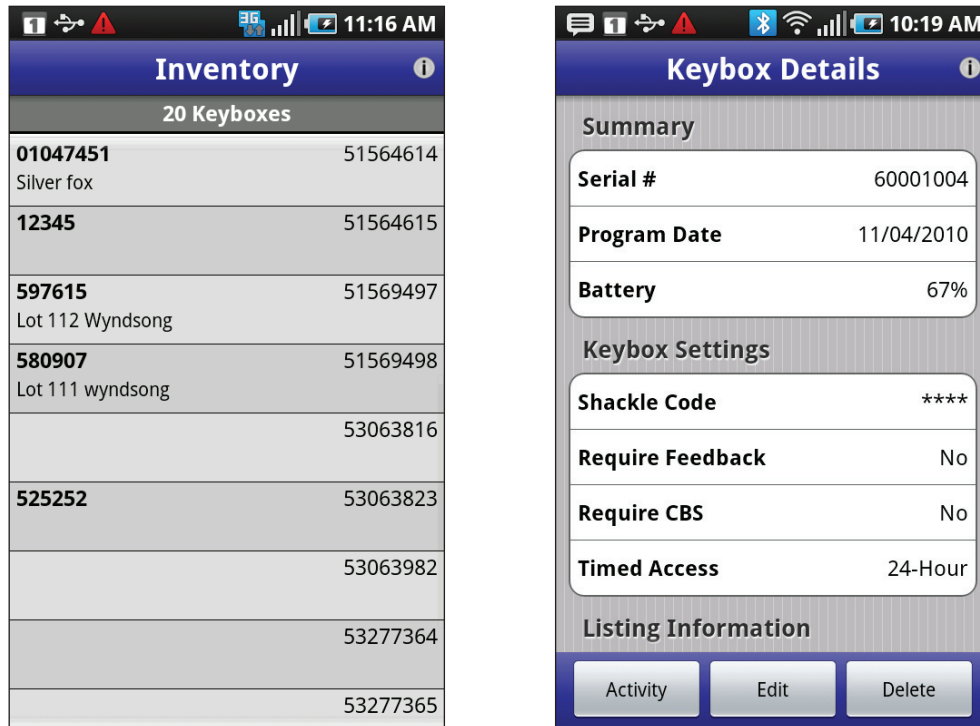 1
3G
11:16 AM
Inventory
i
20 Keyboxes
01047451 51564614
Silver fox
12345 51564615
597615 51569497
Lot 112 Wyndsong
580907 51569498
Lot 111 wyndsong
53063816
525252 53063823
53063982
53277364
53277365
1
10:19 AM
Keybox Details
i
Summary
Serial # 60001004
Program Date 11/04/2010
Battery 67%
Keybox Settings
Shackle Code ****
Require Feedback No
Require CBS No
Timed Access 24-Hour
Listing Information
Activity Edit Delete